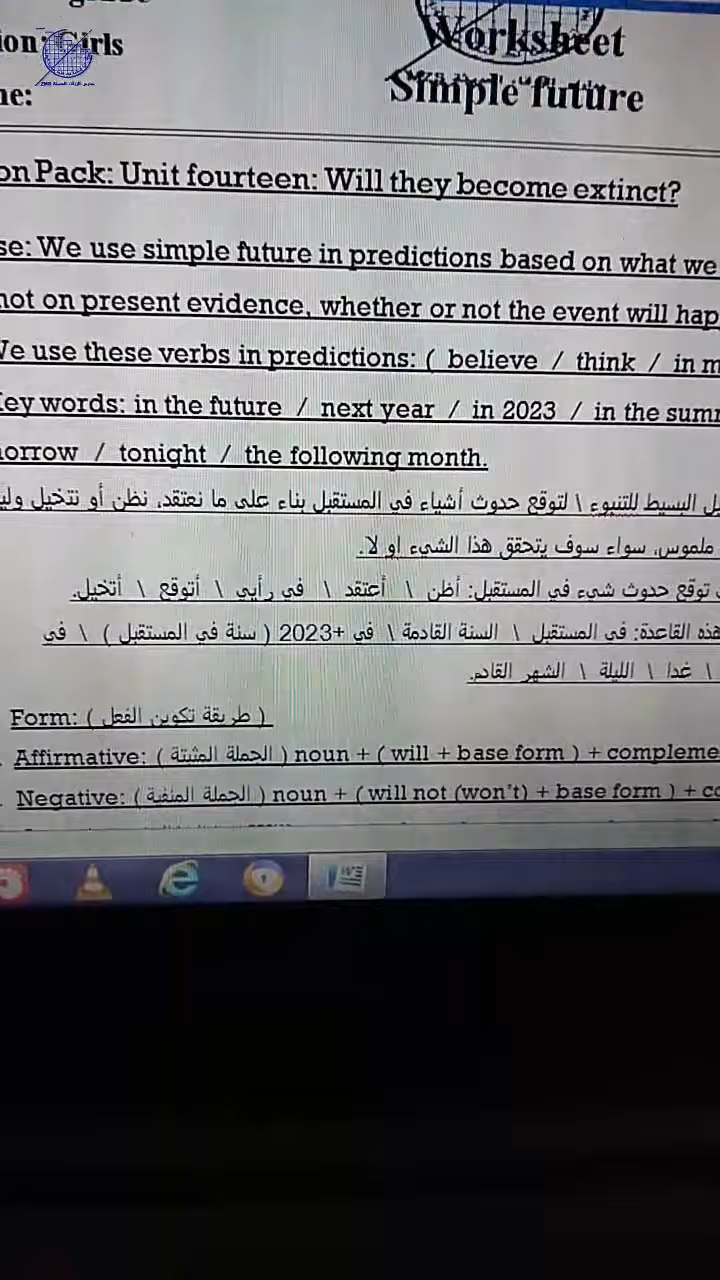 ion: Girls
Worksheet
ne:
Simple future
on Pack: Unit fourteen: Will they become extinct?
se: We use simple future in predictions based on what we
not on present evidence, whether or not the event will hap
We use these verbs in predictions: ( believe / think / in m
Key words: in the future / next year / in 2023 / in the summ
norrow / tonight / the following month.
يل البسيط للتنبوء \ لتوقع حدوث أشياء في المستقبل بناء على ما نعتقد، نظن أو نتخيل ولي
ملموس، سواء سوف يتحقق هذا الشيء او لا.
توقع حدوث شيء في المستقبل: أظن \ أعتقد \ في رأيي \ أتوقع \ أتخيل.
هذه القاعدة: في المستقبل \ السنة القادمة \ في +2023 ( سنة في المستقبل ) \ في
\ غدا \ الليلة \ الشهر القادم.
Form: ( طريقة تكوين الفعل )
Affirmative: ( الجملة المثبتة ) noun + ( will + base form ) + compleme
Negative: ( الجملة المنفية ) noun + ( will not (won't) + base form ) + co